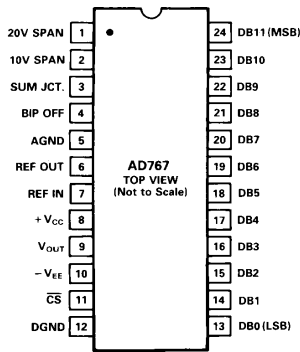 20V SPAN 1 24 DB11 (MSB)
10V SPAN 2 23 DB10
SUM JCT. 3 22 DB9
BIP OFF 4 21 DB8
AGND 5 20 DB7
REF OUT 6 19 DB6
REF IN 7 18 DB5
+ VCC 8 17 DB4
VOUT 9 16 DB3
– VEE 10 15 DB2
CS 11 14 DB1
DGND 12 13 DB0 (LSB)
AD767
TOP VIEW
(Not to Scale)